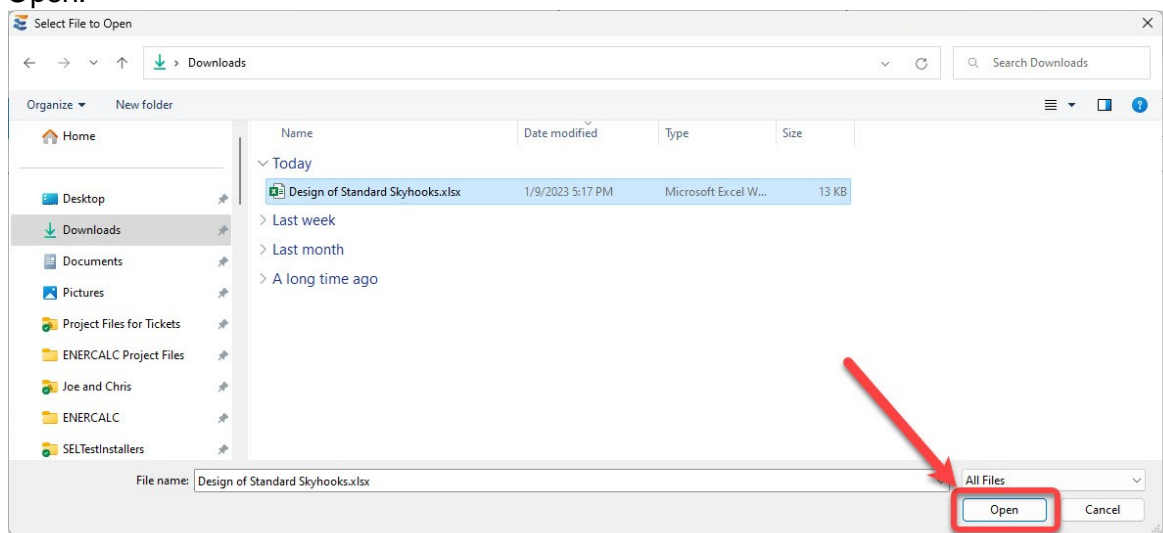 Open.
Select File to Open
Downloads
Search Downloads
Organize
New folder
Name Date modified Type Size
Home
Today
Design of Standard Skyhooks.xlsx 1/9/2023 5:17 PM Microsoft Excel W... 13 KB
Desktop
Last week
Downloads
Last month
Documents
A long time ago
Pictures
Project Files for Tickets
ENERCALC Project Files
Joe and Chris
ENERCALC
SELTestInstallers
File name: Design of Standard Skyhooks.xlsx All Files
Open Cancel